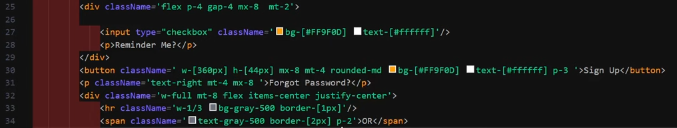 25 <div className='flex p-4 gap-4 mx-8  mt-2'>
26
27 <input type="checkbox" className='bg-[#FF9F0D] text-[#ffffff]'/>
28 <p>Reminder Me?</p>
29 </div>
30 <button className=' w-[360px] h-[44px] mx-8 mt-4 rounded-md bg-[#FF9F0D] text-[#ffffff] p-3 '>Sign Up</button>
31 <p className='text-right mt-4 mx-8 '>Forgot Password?</p>
32 <div className='w-full mt-8 flex items-center justify-center'>
33 <hr className='w-1/3 bg-gray-500 border-[1px]'/>
34 <span className='text-gray-500 border-[2px] p-2'>OR</span>